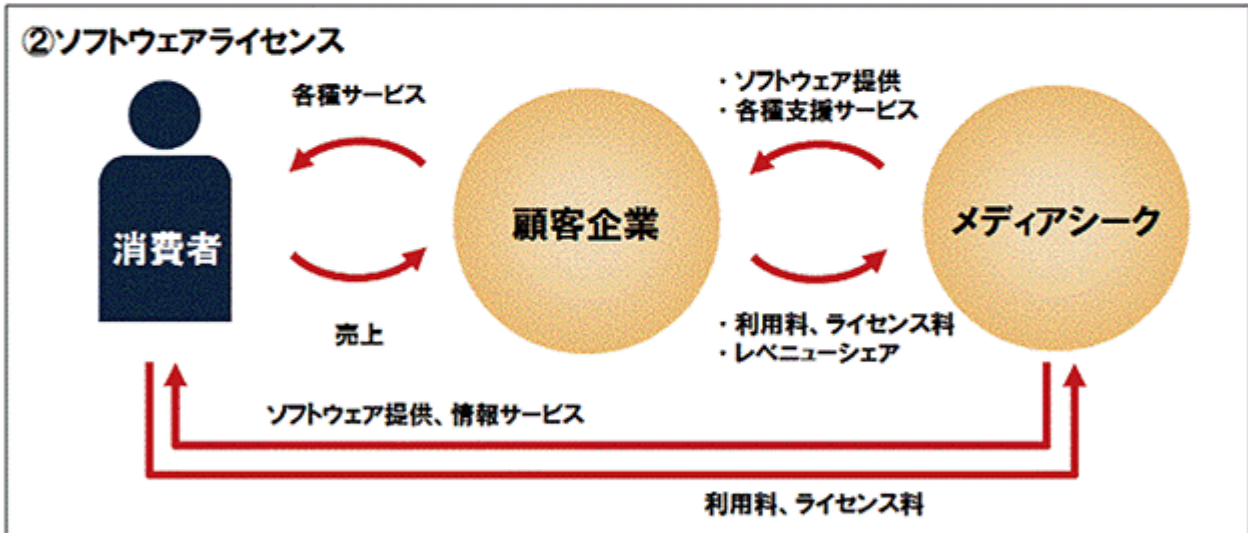 ②ソフトウェアライセンス
各種サービス
・ソフトウェア提供
・各種支援サービス
消費者
顧客企業
メディアシーク
売上
・利用料、ライセンス料
・レベニューシェア
ソフトウェア提供、情報サービス
利用料、ライセンス料